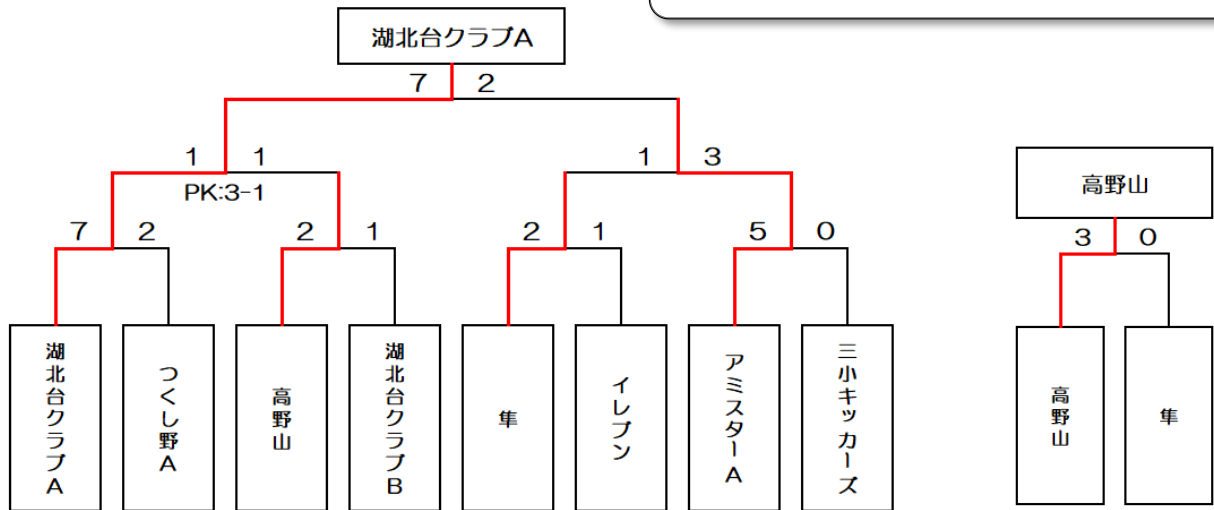 湖北台クラブA
7 2
1 1
1 3
PK:3-1
7 2
2 1
2 1
5 0
湖北台クラブA
つくし野A
高野山
湖北台クラブB
隼
イレブン
アミスターA
三小キッカーズ
高野山
3 0
高野山
隼